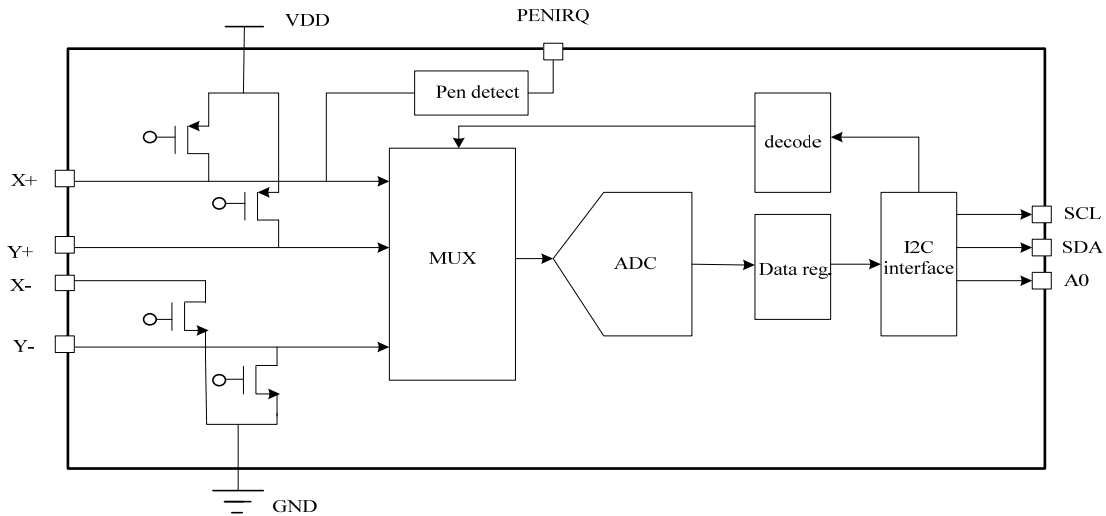 PENIRQ
VDD
Pen detect
decode
X+
Y+
X-
Y-
MUX
ADC
Data reg.
I2C
interface
SCL
SDA
A0
GND